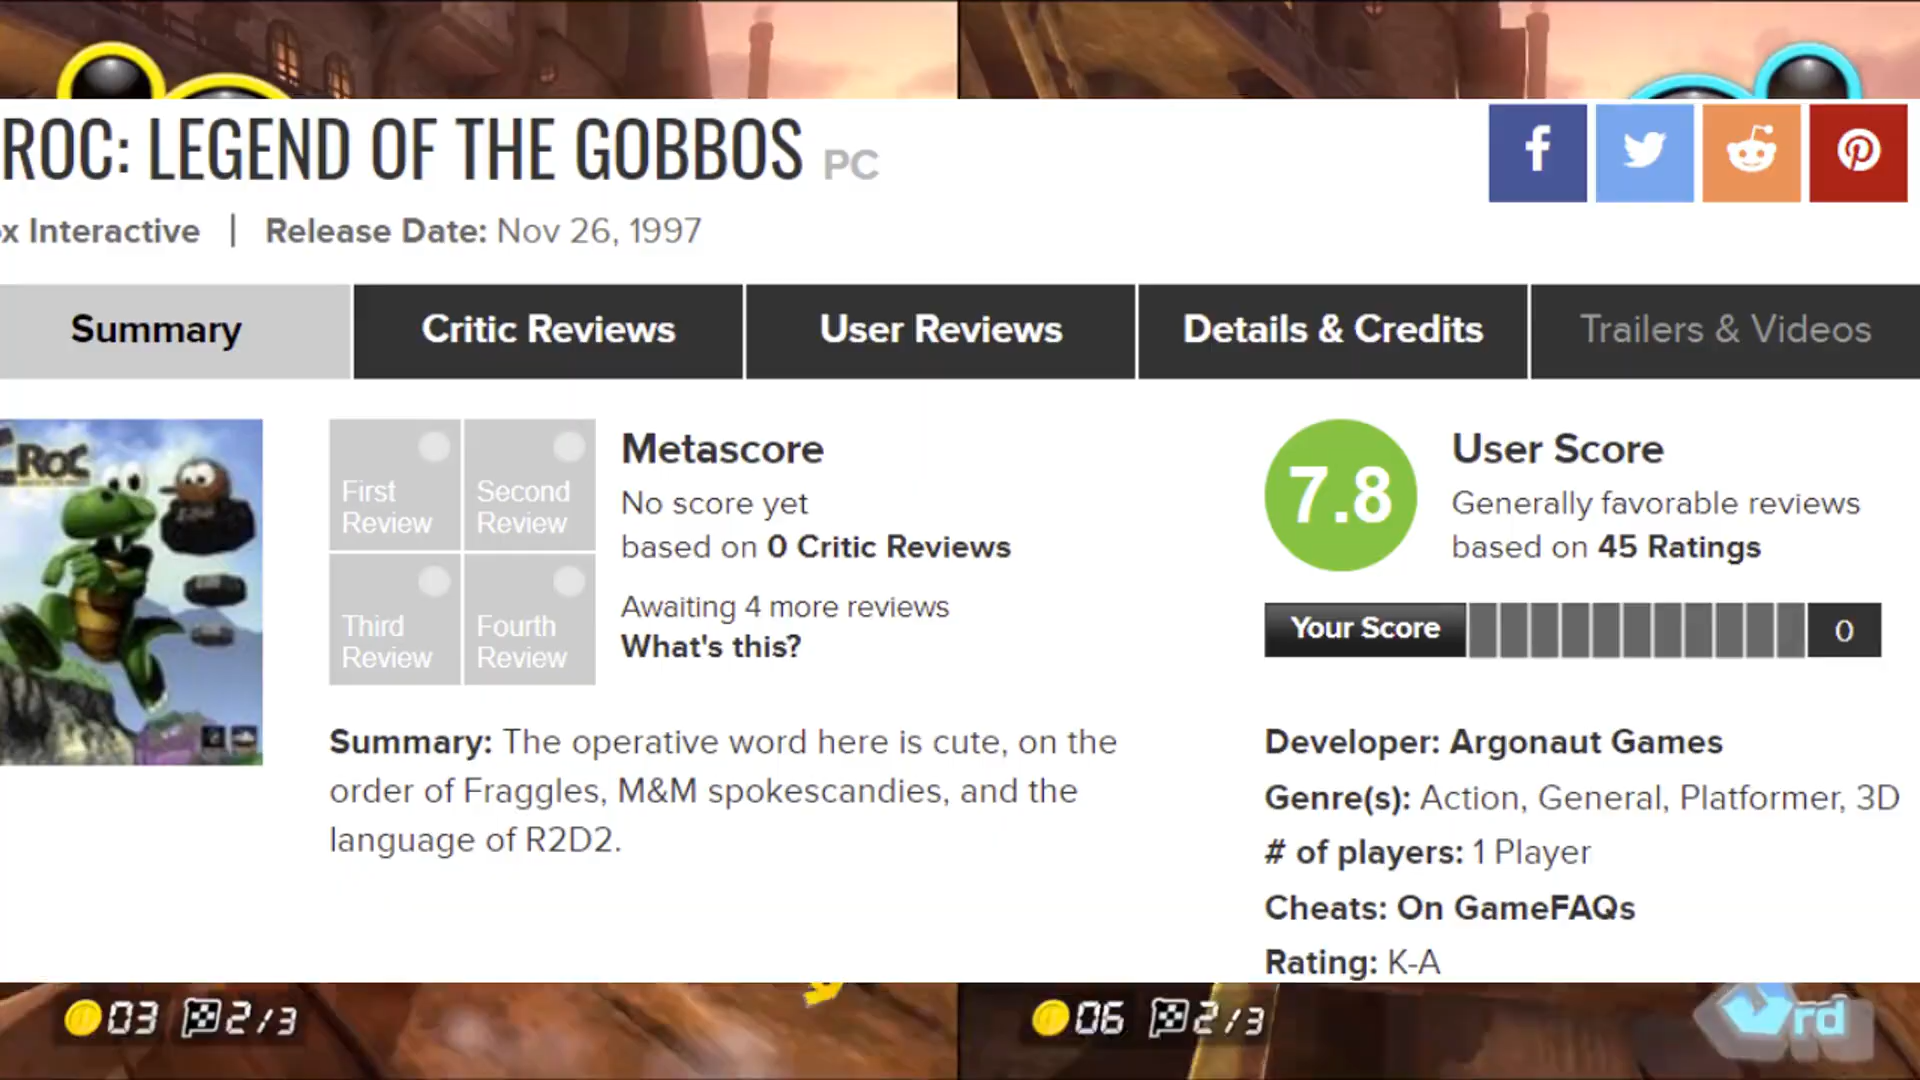 ROC: LEGEND OF THE GOBBOS PC
x Interactive | Release Date: Nov 26, 1997
Summary Critic Reviews User Reviews Details & Credits Trailers & Videos
CROC
First Review
Second Review
Third Review
Fourth Review
Metascore
No score yet
based on 0 Critic Reviews
Awaiting 4 more reviews
What's this?
7.8
User Score
Generally favorable reviews
based on 45 Ratings
Your Score 0
Summary: The operative word here is cute, on the
order of Fraggles, M&M spokescandies, and the
language of R2D2.
Developer: Argonaut Games
Genre(s): Action, General, Platformer, 3D
# of players: 1 Player
Cheats: On GameFAQs
Rating: K-A
03 2/3
06 2/3
rd